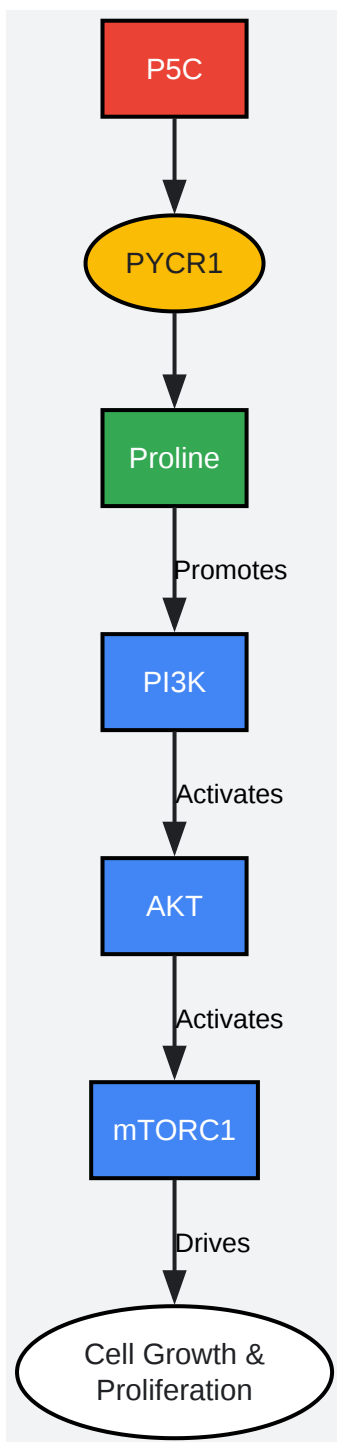 P5C
PYCR1
Proline
Promotes
PI3K
Activates
AKT
Activates
mTORC1
Drives
Cell Growth &
Proliferation